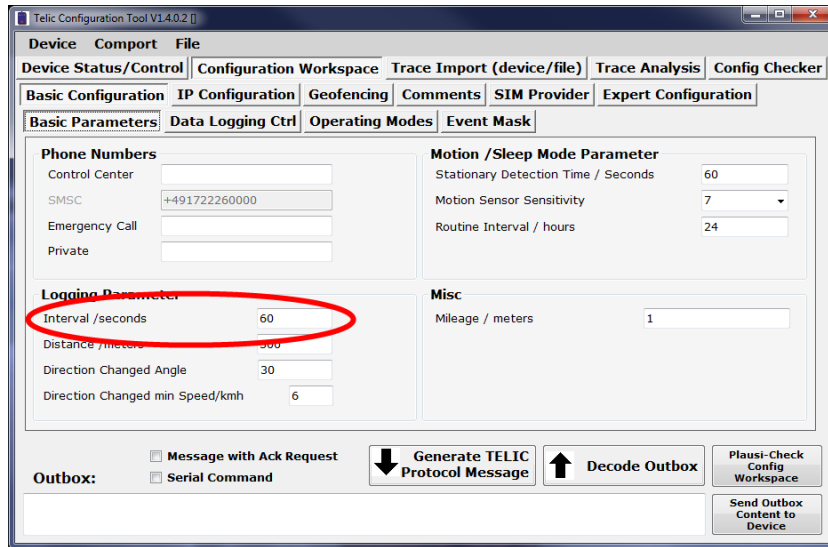 Telic Configuration Tool V1.4.0.2 []
Device Comport File
Device Status/Control Configuration Workspace Trace Import (device/file) Trace Analysis Config Checker
Basic Configuration IP Configuration Geofencing Comments SIM Provider Expert Configuration
Basic Parameters Data Logging Ctrl Operating Modes Event Mask
Phone Numbers
Control Center
SMSC +491722260000
Emergency Call
Private
Motion /Sleep Mode Parameter
Stationary Detection Time / Seconds 60
Motion Sensor Sensitivity 7
Routine Interval / hours 24
Logging Parameter
Interval /seconds 60
Distance /meters 500
Direction Changed Angle 30
Direction Changed min Speed/kmh 6
Misc
Mileage / meters 1
Outbox:
Message with Ack Request
Serial Command
Generate TELIC
Protocol Message
Decode Outbox
Plausi-Check
Config
Workspace
Send Outbox
Content to
Device